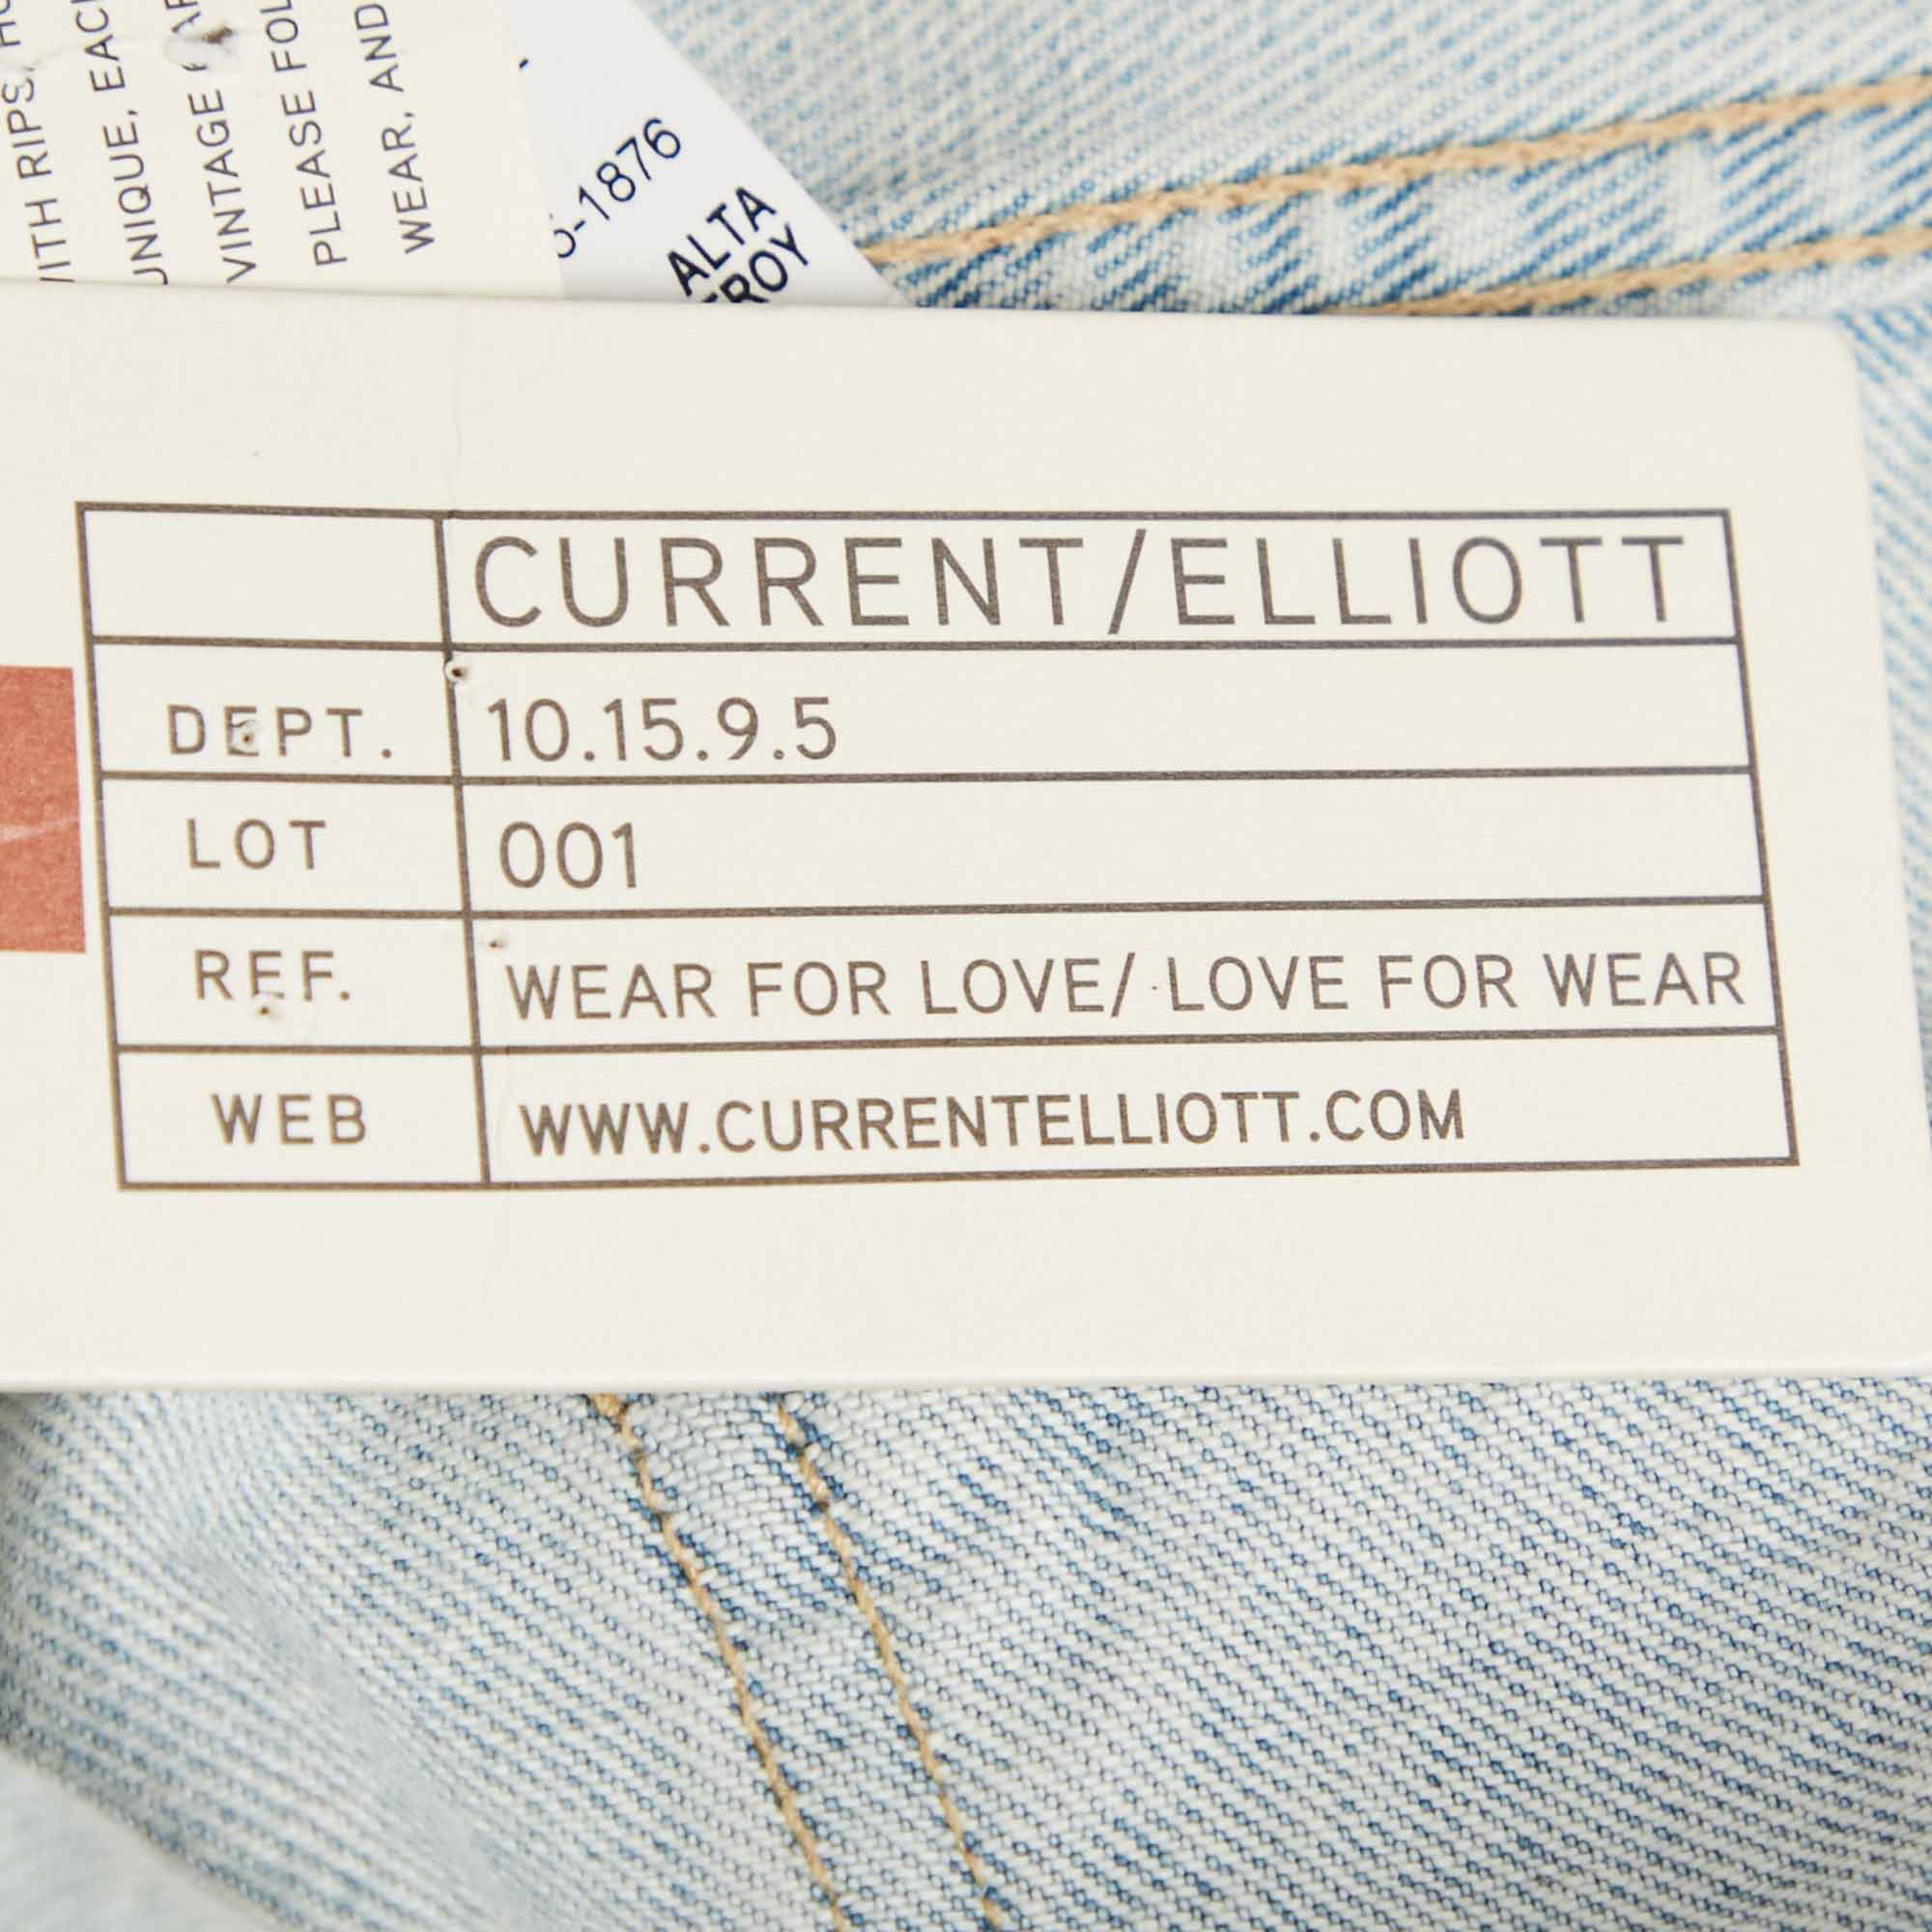 WITH RIPS,
UNIQUE, EACH
VINTAGE
PLEASE
WEAR, AND
-1876
ALTA
CURRENT/ELLIOTT
DEPT. 10.15.9.5
LOT 001
REF. WEAR FOR LOVE/ LOVE FOR WEAR
WEB WWW.CURRENTELLIOTT.COM